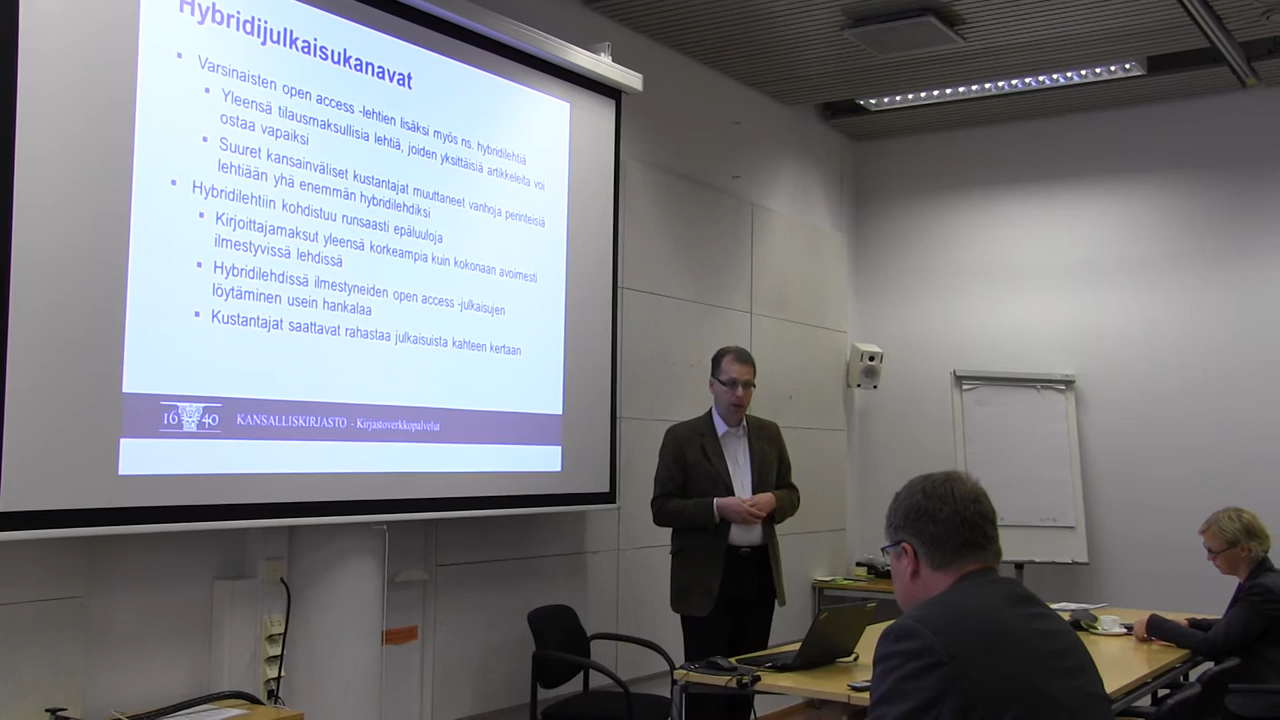 Hybridijulkaisukanavat
Varsinaisten open access -lehtien lisäksi myös ns. hybridilehtiä
Yleensä tilausmaksullisia lehtiä, joiden yksittäisiä artikkeleita voi
ostaa vapaiksi
Suuret kansainväliset kustantajat muuttaneet vanhoja perinteisiä
lehtiään yhä enemmän hybridilehdiksi
Hybridilehtiin kohdistuu runsaasti epäluuloja
Kirjoittajamaksut yleensä korkeampia kuin kokonaan avoimesti
ilmestyvissä lehdissä
Hybridilehdissä ilmestyneiden open access -julkaisujen
löytäminen usein hankalaa
Kustantajat saattavat rahastaa julkaisuista kahteen kertaan
1640 KANSALLISKIRJASTO - Kirjastoverkkopalvelut